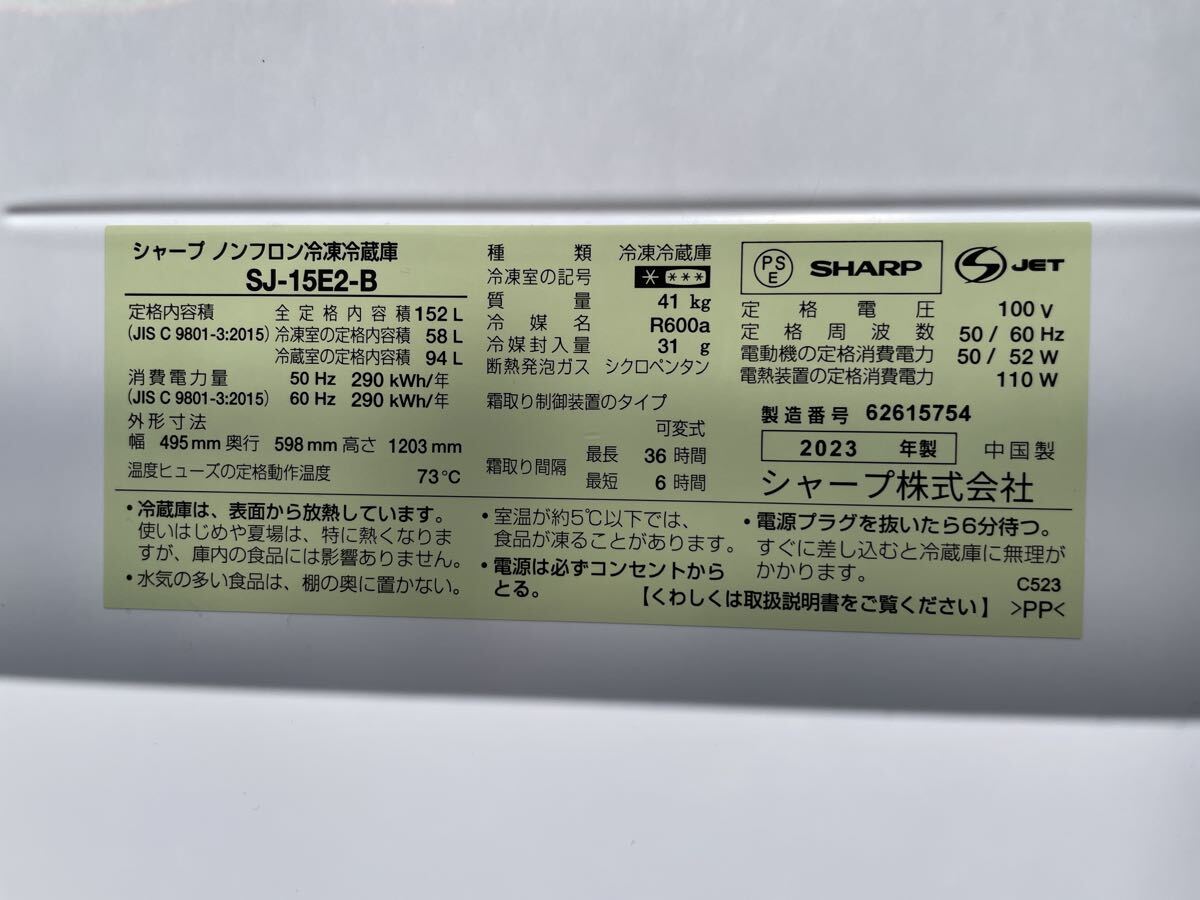 シャープ ノンフロン冷凍冷蔵庫
SJ-15E2-B
定格内容積 全定格内容積 152 L
(JIS C 9801-3:2015) 冷凍室の定格内容積 58 L
冷蔵室の定格内容積 94 L
消費電力量 50 Hz 290 kWh/年
(JIS C 9801-3:2015) 60 Hz 290 kWh/年
外形寸法
幅 495 mm 奥行 598 mm 高さ 1203 mm
温度ヒューズの定格動作温度 73℃
種類 冷凍冷蔵庫
冷凍室の記号 * ***
質量 41 kg
冷媒名 R600a
冷媒封入量 31 g
断熱発泡ガス シクロペンタン
霜取り制御装置のタイプ
可変式
霜取り間隔 最長 36 時間
最短 6 時間
PSE SHARP S JET
定格電圧 100 V
定格周波数 50 / 60 Hz
電動機の定格消費電力 50 / 52 W
電熱装置の定格消費電力 110 W
製造番号 62615754
2023 年製 中国製
シャープ株式会社
・冷蔵庫は、表面から放熱しています。
使いはじめや夏場は、特に熱くなりま
すが、庫内の食品には影響ありません。
・水気の多い食品は、棚の奥に置かない。
・室温が約5℃以下では、
食品が凍ることがあります。
・電源は必ずコンセントから
とる。
・電源プラグを抜いたら6分待つ。
すぐに差し込むと冷蔵庫に無理が
かかります。
C523
【くわしくは取扱説明書をご覧ください】 >PP<